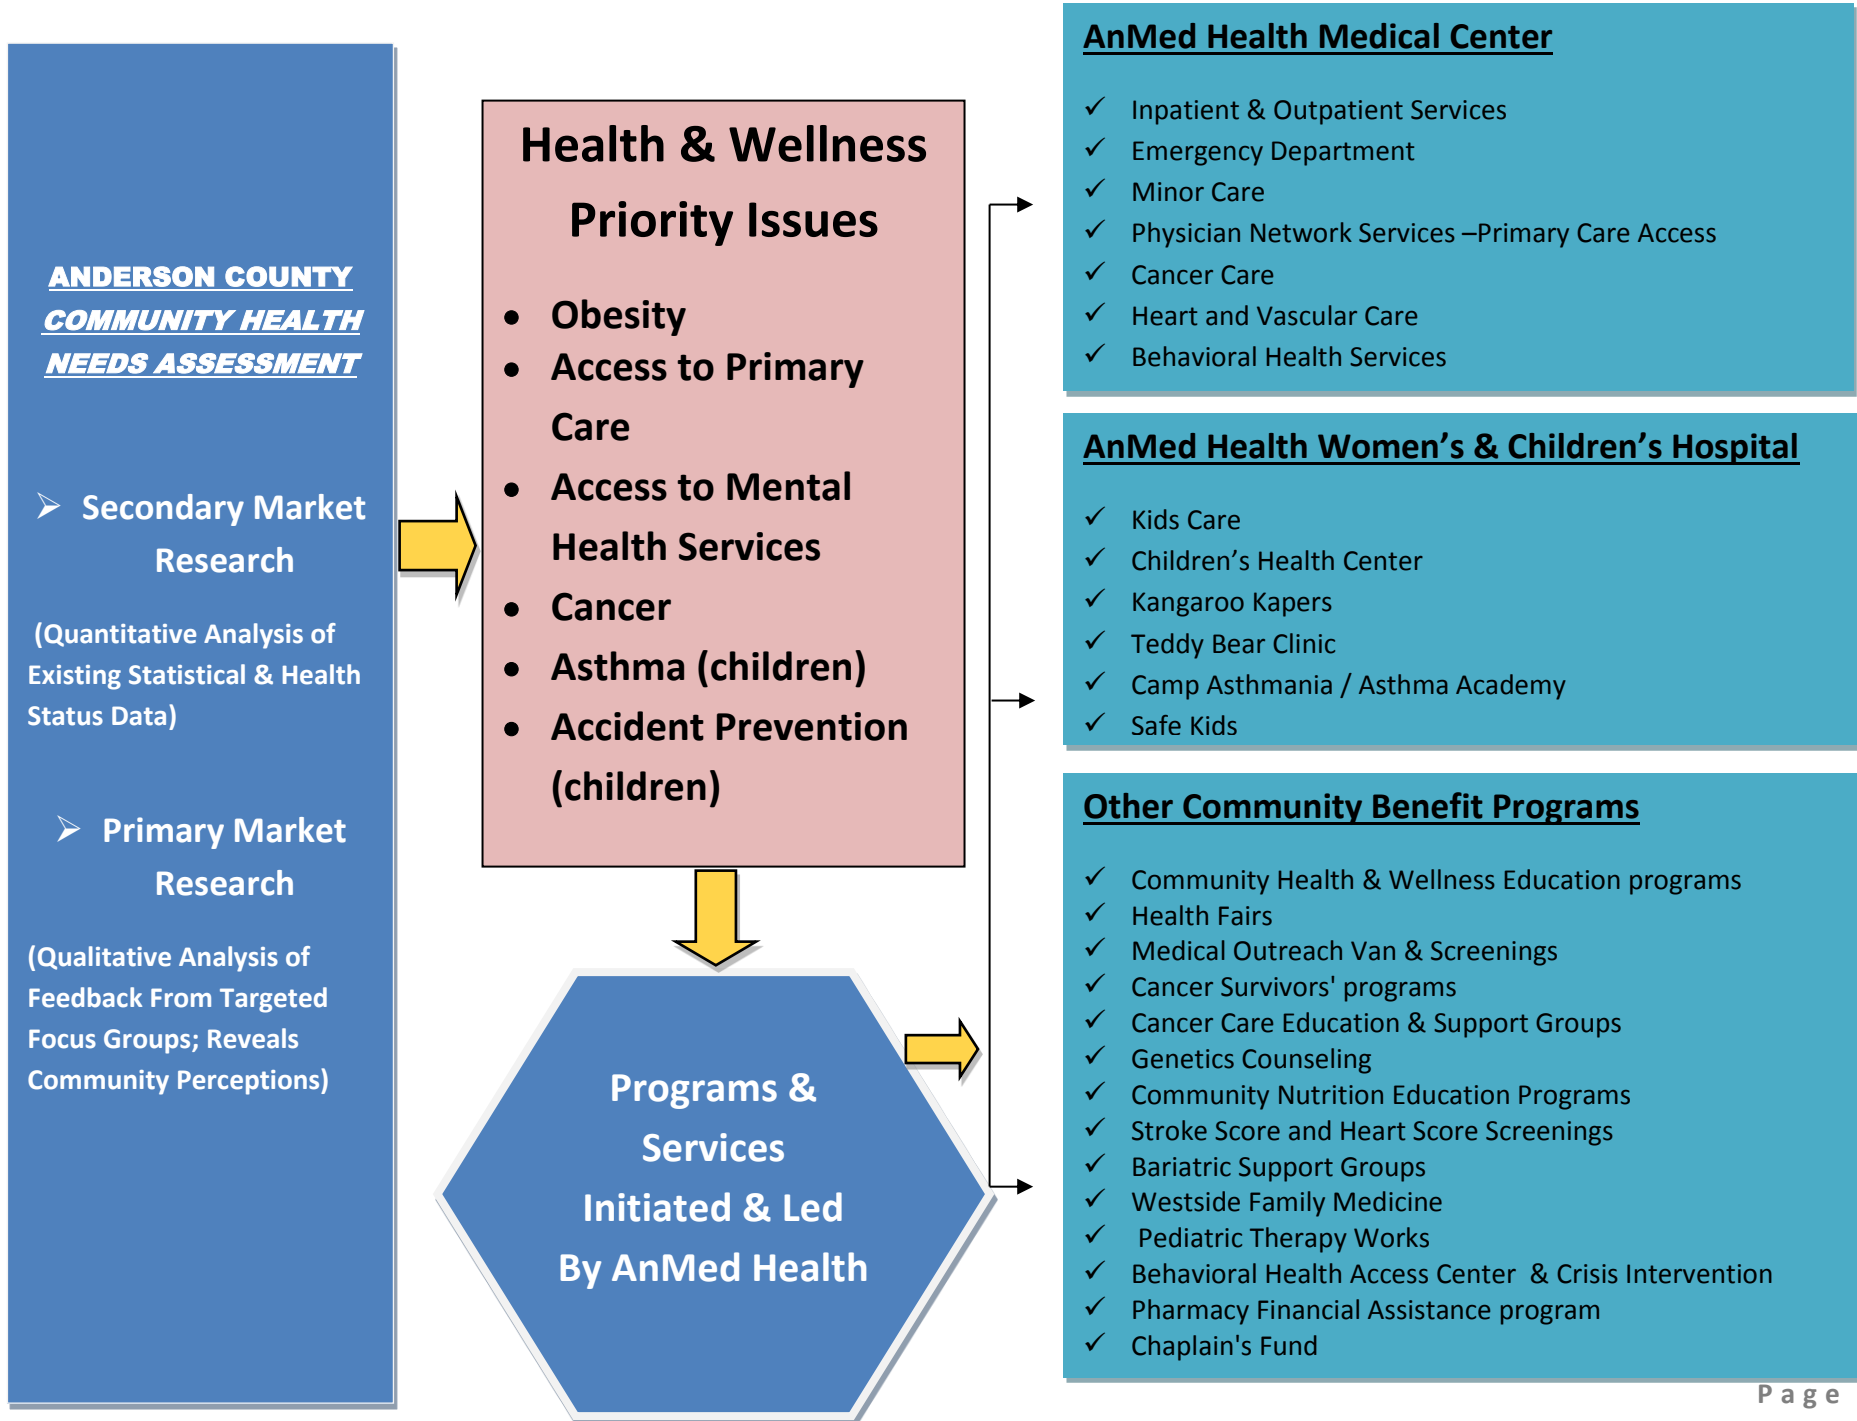 ANDERSON COUNTY
COMMUNITY HEALTH
NEEDS ASSESSMENT
Secondary Market
Research
(Quantitative Analysis of
Existing Statistical & Health
Status Data)
Primary Market
Research
(Qualitative Analysis of
Feedback From Targeted
Focus Groups; Reveals
Community Perceptions)
Health & Wellness
Priority Issues
• Obesity
• Access to Primary
Care
• Access to Mental
Health Services
• Cancer
• Asthma (children)
• Accident Prevention
(children)
Programs &
Services
Initiated & Led
By AnMed Health
AnMed Health Medical Center
✓ Inpatient & Outpatient Services
✓ Emergency Department
✓ Minor Care
✓ Physician Network Services –Primary Care Access
✓ Cancer Care
✓ Heart and Vascular Care
✓ Behavioral Health Services
AnMed Health Women’s & Children’s Hospital
✓ Kids Care
✓ Children’s Health Center
✓ Kangaroo Kapers
✓ Teddy Bear Clinic
✓ Camp Asthmania / Asthma Academy
✓ Safe Kids
Other Community Benefit Programs
✓ Community Health & Wellness Education programs
✓ Health Fairs
✓ Medical Outreach Van & Screenings
✓ Cancer Survivors' programs
✓ Cancer Care Education & Support Groups
✓ Genetics Counseling
✓ Community Nutrition Education Programs
✓ Stroke Score and Heart Score Screenings
✓ Bariatric Support Groups
✓ Westside Family Medicine
✓ Pediatric Therapy Works
✓ Behavioral Health Access Center & Crisis Intervention
✓ Pharmacy Financial Assistance program
✓ Chaplain's Fund
Page